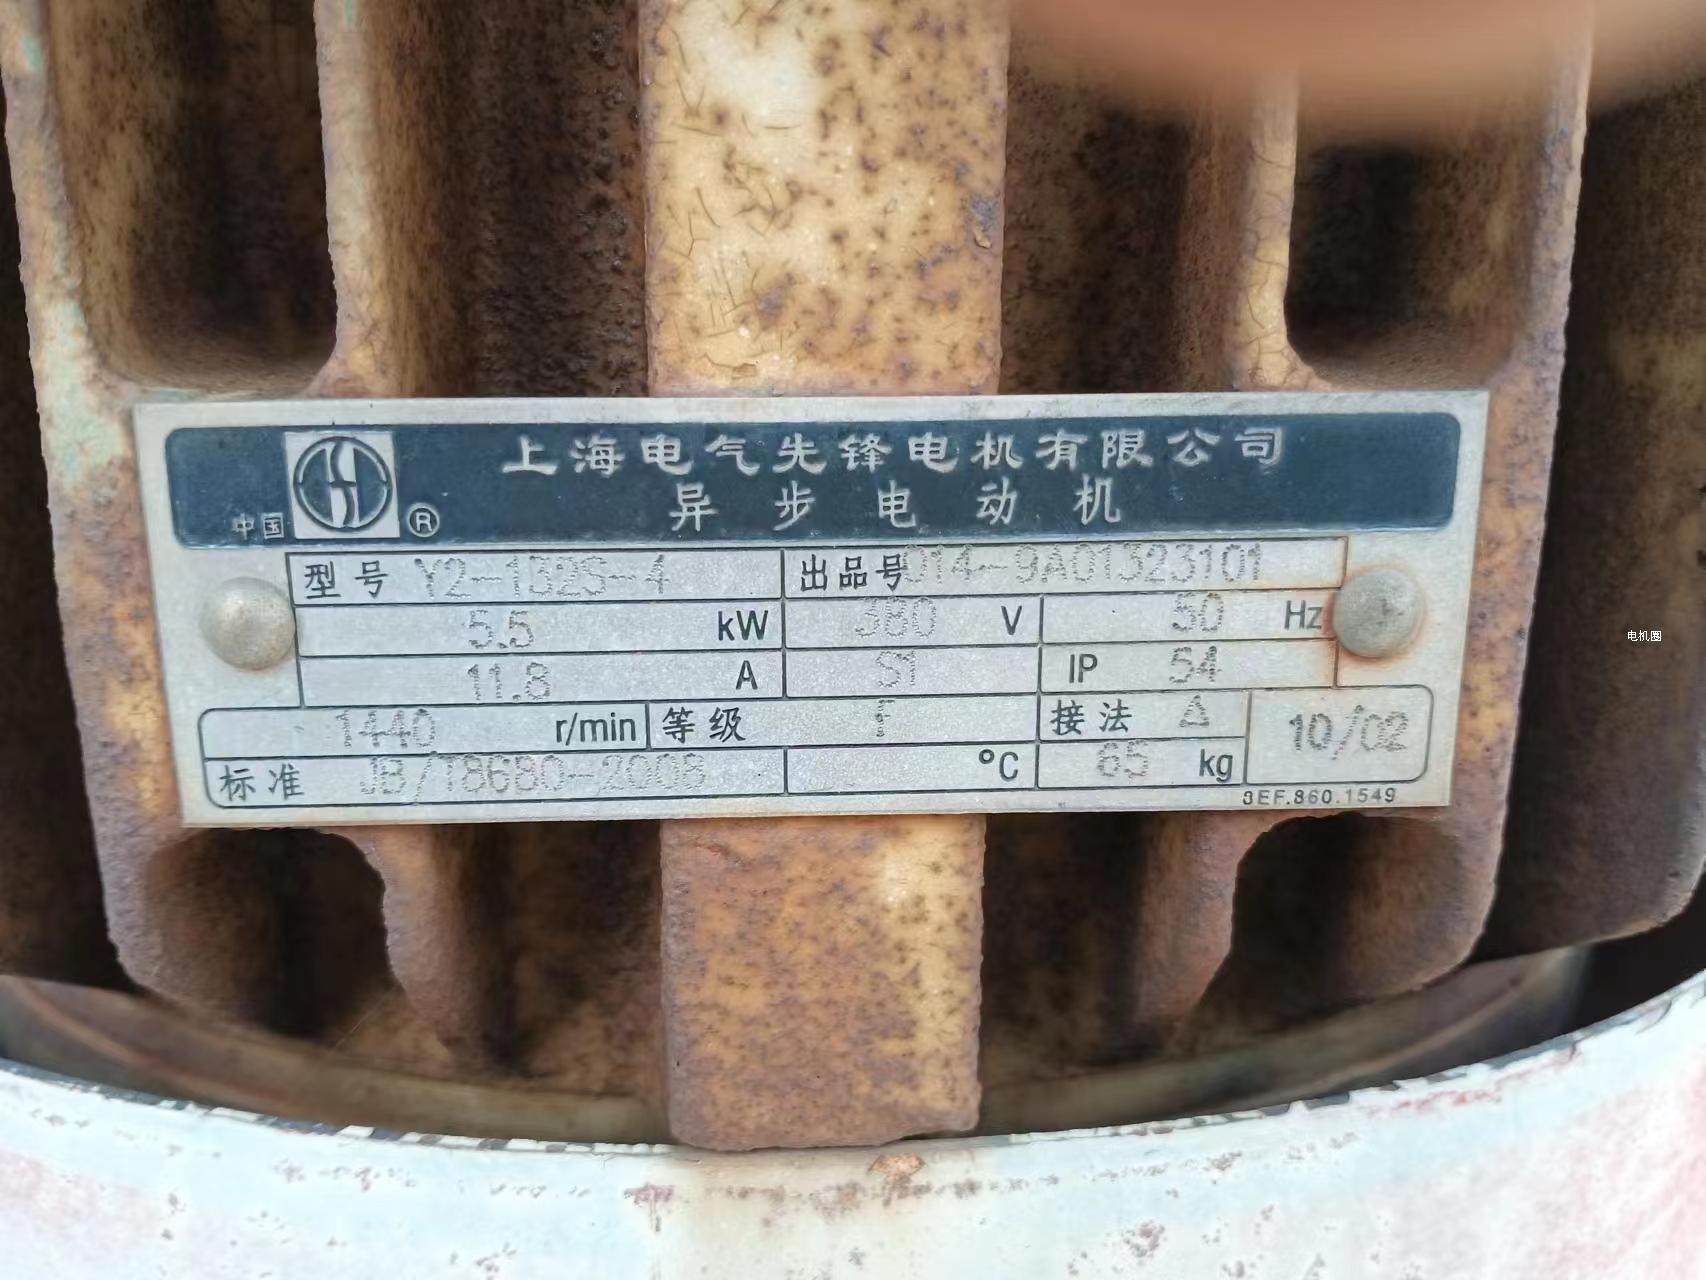 上海电气先锋电机有限公司
中国 ® 异步电动机
型号 Y2-132S-4 出品号 014-9A01323101
5.5 kW 380 V 50 Hz
11.8 A S1 IP 54
1440 r/min 等级 F 接法 △ 10/02
标准 JB/T8680-2008 °C 65 kg
3EF.860.1549
电机圈